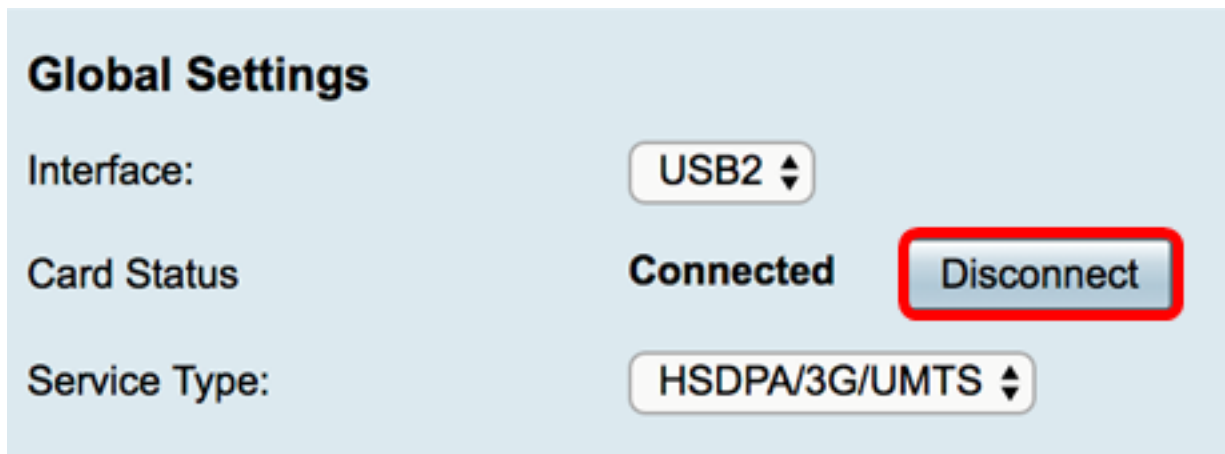 Global Settings
Interface: USB2
Card Status Connected Disconnect
Service Type: HSDPA/3G/UMTS